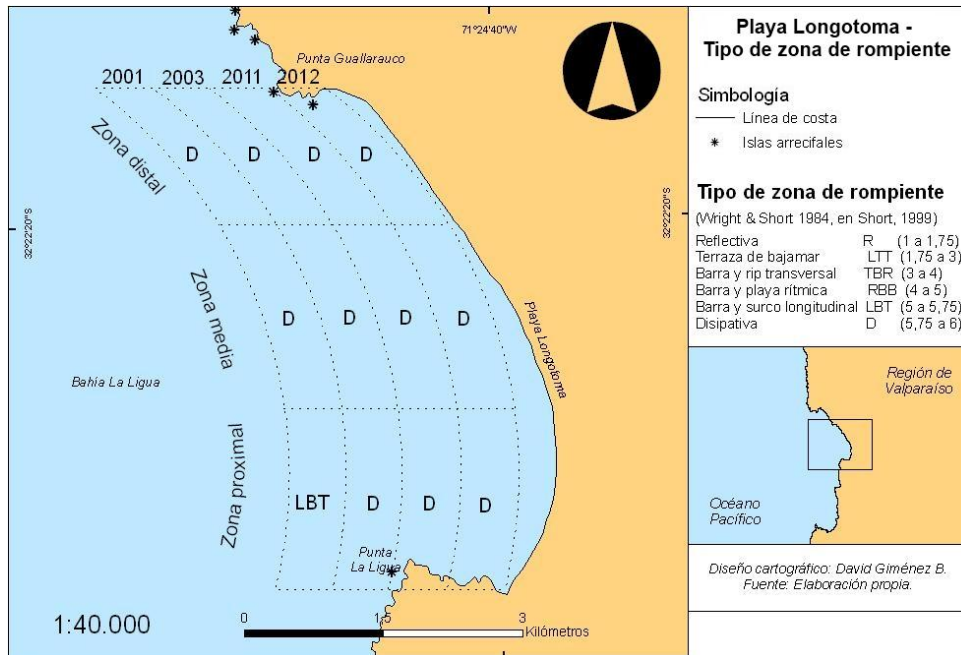 71°24'40"W
Punta Guallarauco
2001 2003 2011 2012
Zona distal
D D D D
32°22'20"S
32°22'20"S
Zona media
D D D D
Playa Longotoma
Bahía La Ligua
Zona proximal
LBT D D D
Punta
La Ligua
1:40.000
0 1,5 3
Kilómetros
Playa Longotoma -
Tipo de zona de rompiente
Simbología
Línea de costa
* Islas arrecifales
Tipo de zona de rompiente
(Wright & Short 1984, en Short, 1999)
Reflectiva R (1 a 1,75)
Terraza de bajamar LTT (1,75 a 3)
Barra y rip transversal TBR (3 a 4)
Barra y playa rítmica RBB (4 a 5)
Barra y surco longitudinal LBT (5 a 5,75)
Disipativa D (5,75 a 6)
Región de
Valparaíso
Océano
Pacífico
Diseño cartográfico: David Giménez B.
Fuente: Elaboración propia.